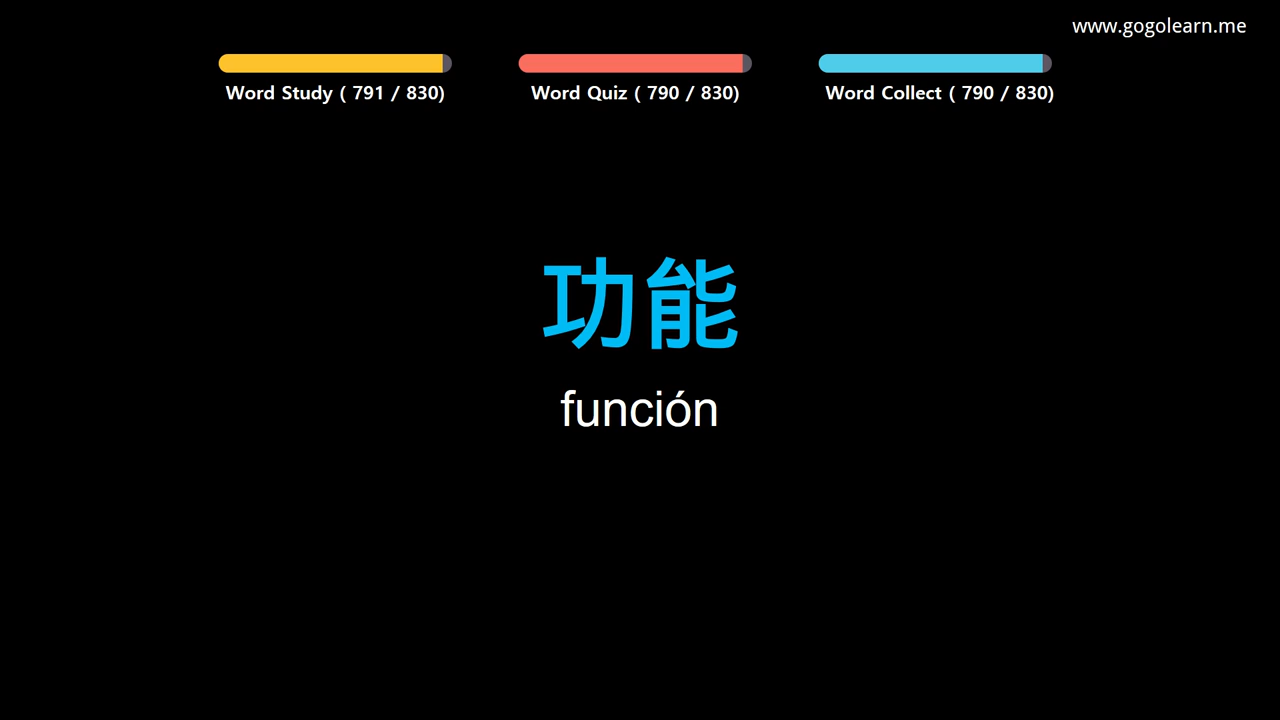 www.gogolearn.me
Word Study ( 791 / 830)
Word Quiz ( 790 / 830)
Word Collect ( 790 / 830)
功能
función